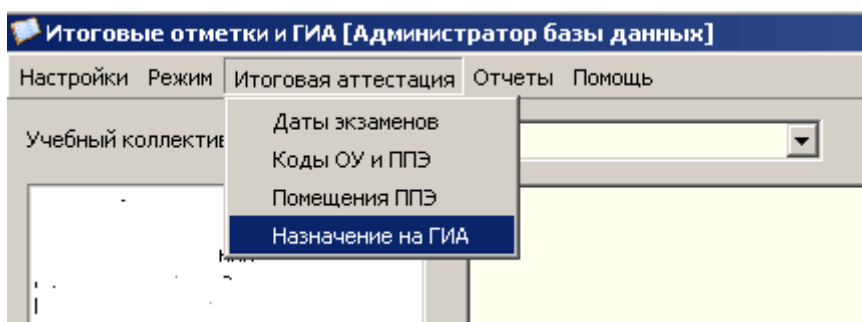 Итоговые отметки и ГИА [Администратор базы данных]
Настройки Режим Итоговая аттестация Отчеты Помощь
Учебный коллектив
Даты экзаменов
Коды ОУ и ППЭ
Помещения ППЭ
Назначение на ГИА